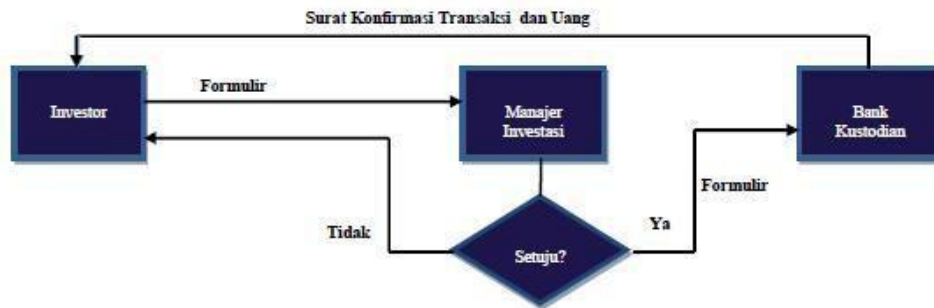 Surat Konfirmasi Transaksi dan Uang
Formulir
Investor
Manajer
Investasi
Bank
Kustodian
Formulir
Tidak
Ya
Setuju?